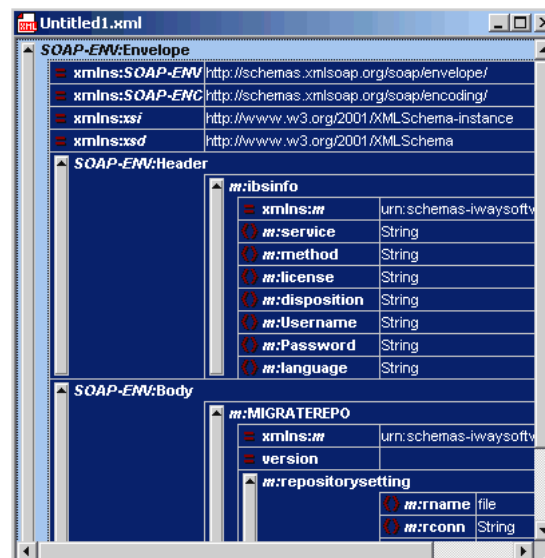 Untitled1.xml
SOAP-ENV:Envelope
xmlns:SOAP-ENV http://schemas.xmlsoap.org/soap/envelope/
xmlns:SOAP-ENC http://schemas.xmlsoap.org/soap/encoding/
xmlns:xsi http://www.w3.org/2001/XMLSchema-instance
xmlns:xsd http://www.w3.org/2001/XMLSchema
SOAP-ENV:Header
m:ibsinfo
xmlns:m urn:schemas-iwaysoftw
m:service String
m:method String
m:license String
m:disposition String
m:Username String
m:Password String
m:language String
SOAP-ENV:Body
m:MIGRATEREPO
xmlns:m urn:schemas-iwaysoftw
version
m:repositorysetting
m:rname file
m:rconn String